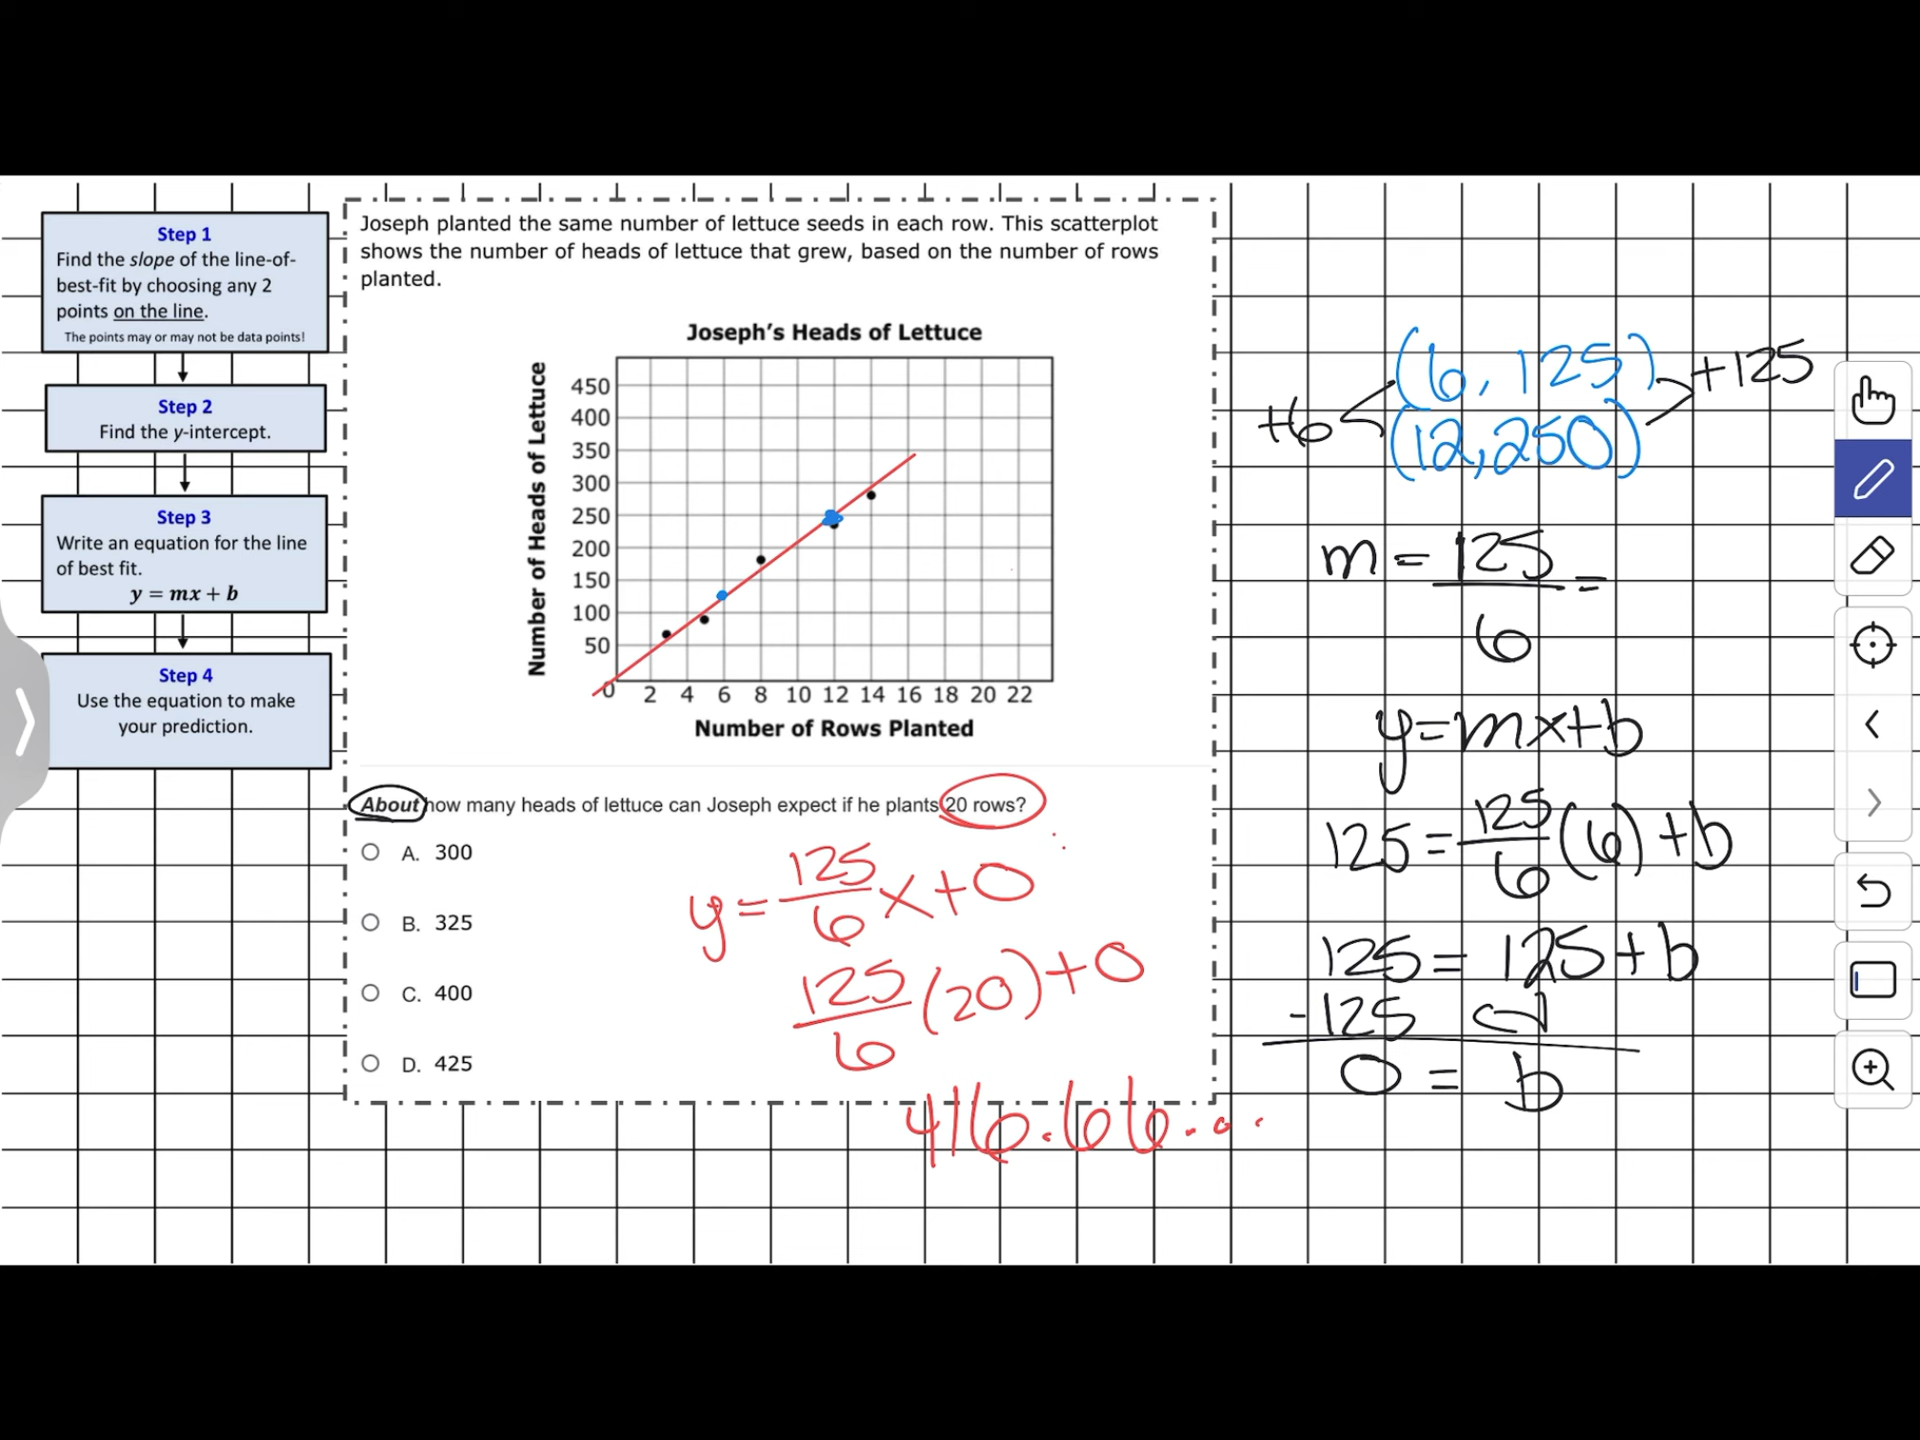 Step 1
Find the slope of the line-of-
best-fit by choosing any 2
points on the line.
The points may or may not be data points!
Step 2
Find the y-intercept.
Step 3
Write an equation for the line
of best fit.
y = mx + b
Step 4
Use the equation to make
your prediction.
Joseph planted the same number of lettuce seeds in each row. This scatterplot
shows the number of heads of lettuce that grew, based on the number of rows
planted.
Joseph's Heads of Lettuce
Number of Heads of Lettuce
450
400
350
300
250
200
150
100
50
0 2 4 6 8 10 12 14 16 18 20 22
Number of Rows Planted
About how many heads of lettuce can Joseph expect if he plants 20 rows?
A. 300
B. 325
C. 400
D. 425
y = 125/6 x + 0
125/6 (20) + 0
416.66...
(6, 125) +125
+6 (12, 250)
m = 125/6 =
y = mx + b
125 = 125/6 (6) + b
125 = 125 + b
-125
0 = b